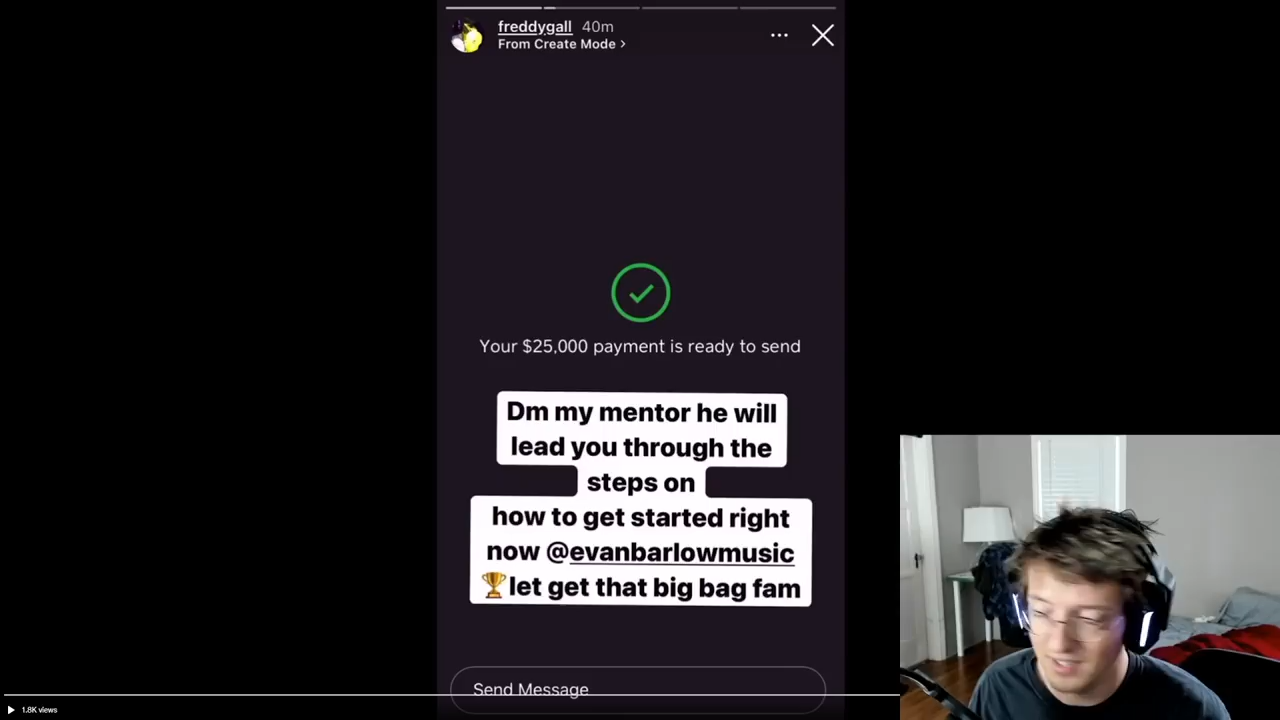 freddygall 40m
From Create Mode >
Your $25,000 payment is ready to send
Dm my mentor he will
lead you through the
steps on
how to get started right
now @evanbarlowmusic
🏆let get that big bag fam
Send Message
1.8K views